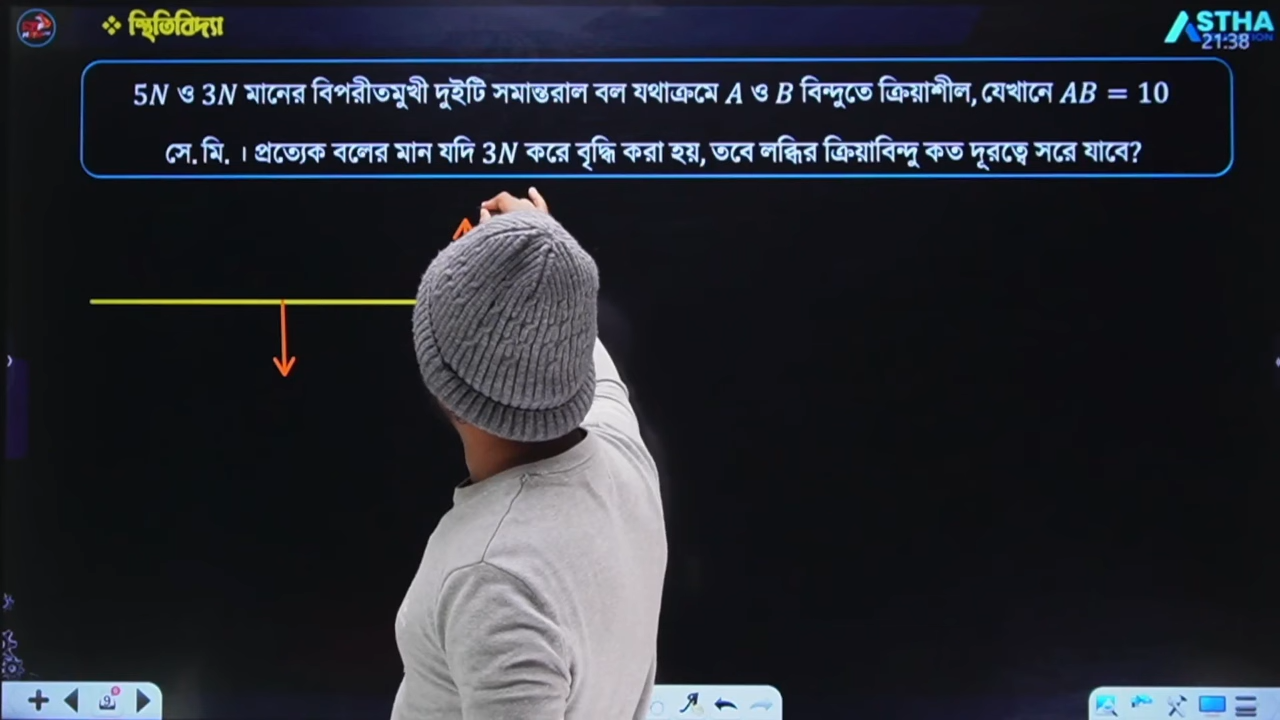 ❖ স্থিতিবিদ্যা
ASTHA
21:38
5N ও 3N মানের বিপরীতমুখী দুইটি সমান্তরাল বল যথাক্রমে A ও B বিন্দুতে ক্রিয়াশীল, যেখানে AB = 10
সে. মি. । প্রত্যেক বলের মান যদি 3N করে বৃদ্ধি করা হয়, তবে লব্ধির ক্রিয়াবিন্দু কত দূরত্বে সরে যাবে?